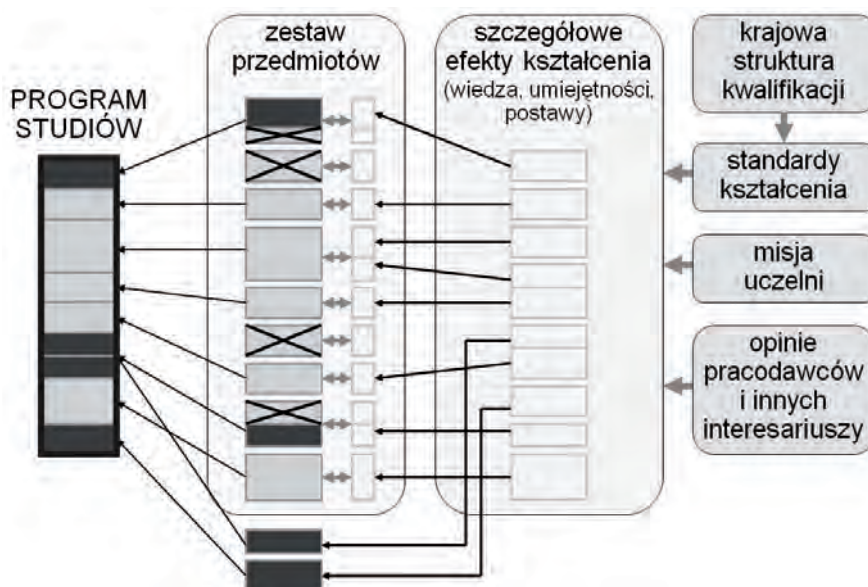 PROGRAM
STUDIÓW
zestaw
przedmiotów
szczegółowe
efekty kształcenia
(wiedza, umiejętności,
postawy)
krajowa
struktura
kwalifikacji
standardy
kształcenia
misja
uczelni
opinie
pracodawców
i innych
interesariuszy